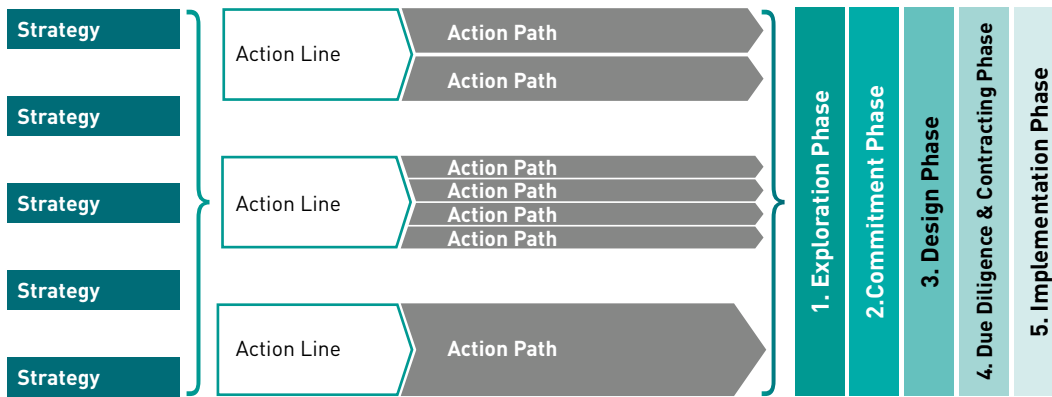 Strategy
Strategy
Strategy
Strategy
Strategy
Action Line
Action Path
Action Path
Action Line
Action Path
Action Path
Action Path
Action Path
Action Line
Action Path
1. Exploration Phase
2.Commitment Phase
3. Design Phase
4. Due Diligence & Contracting Phase
5. Implementation Phase